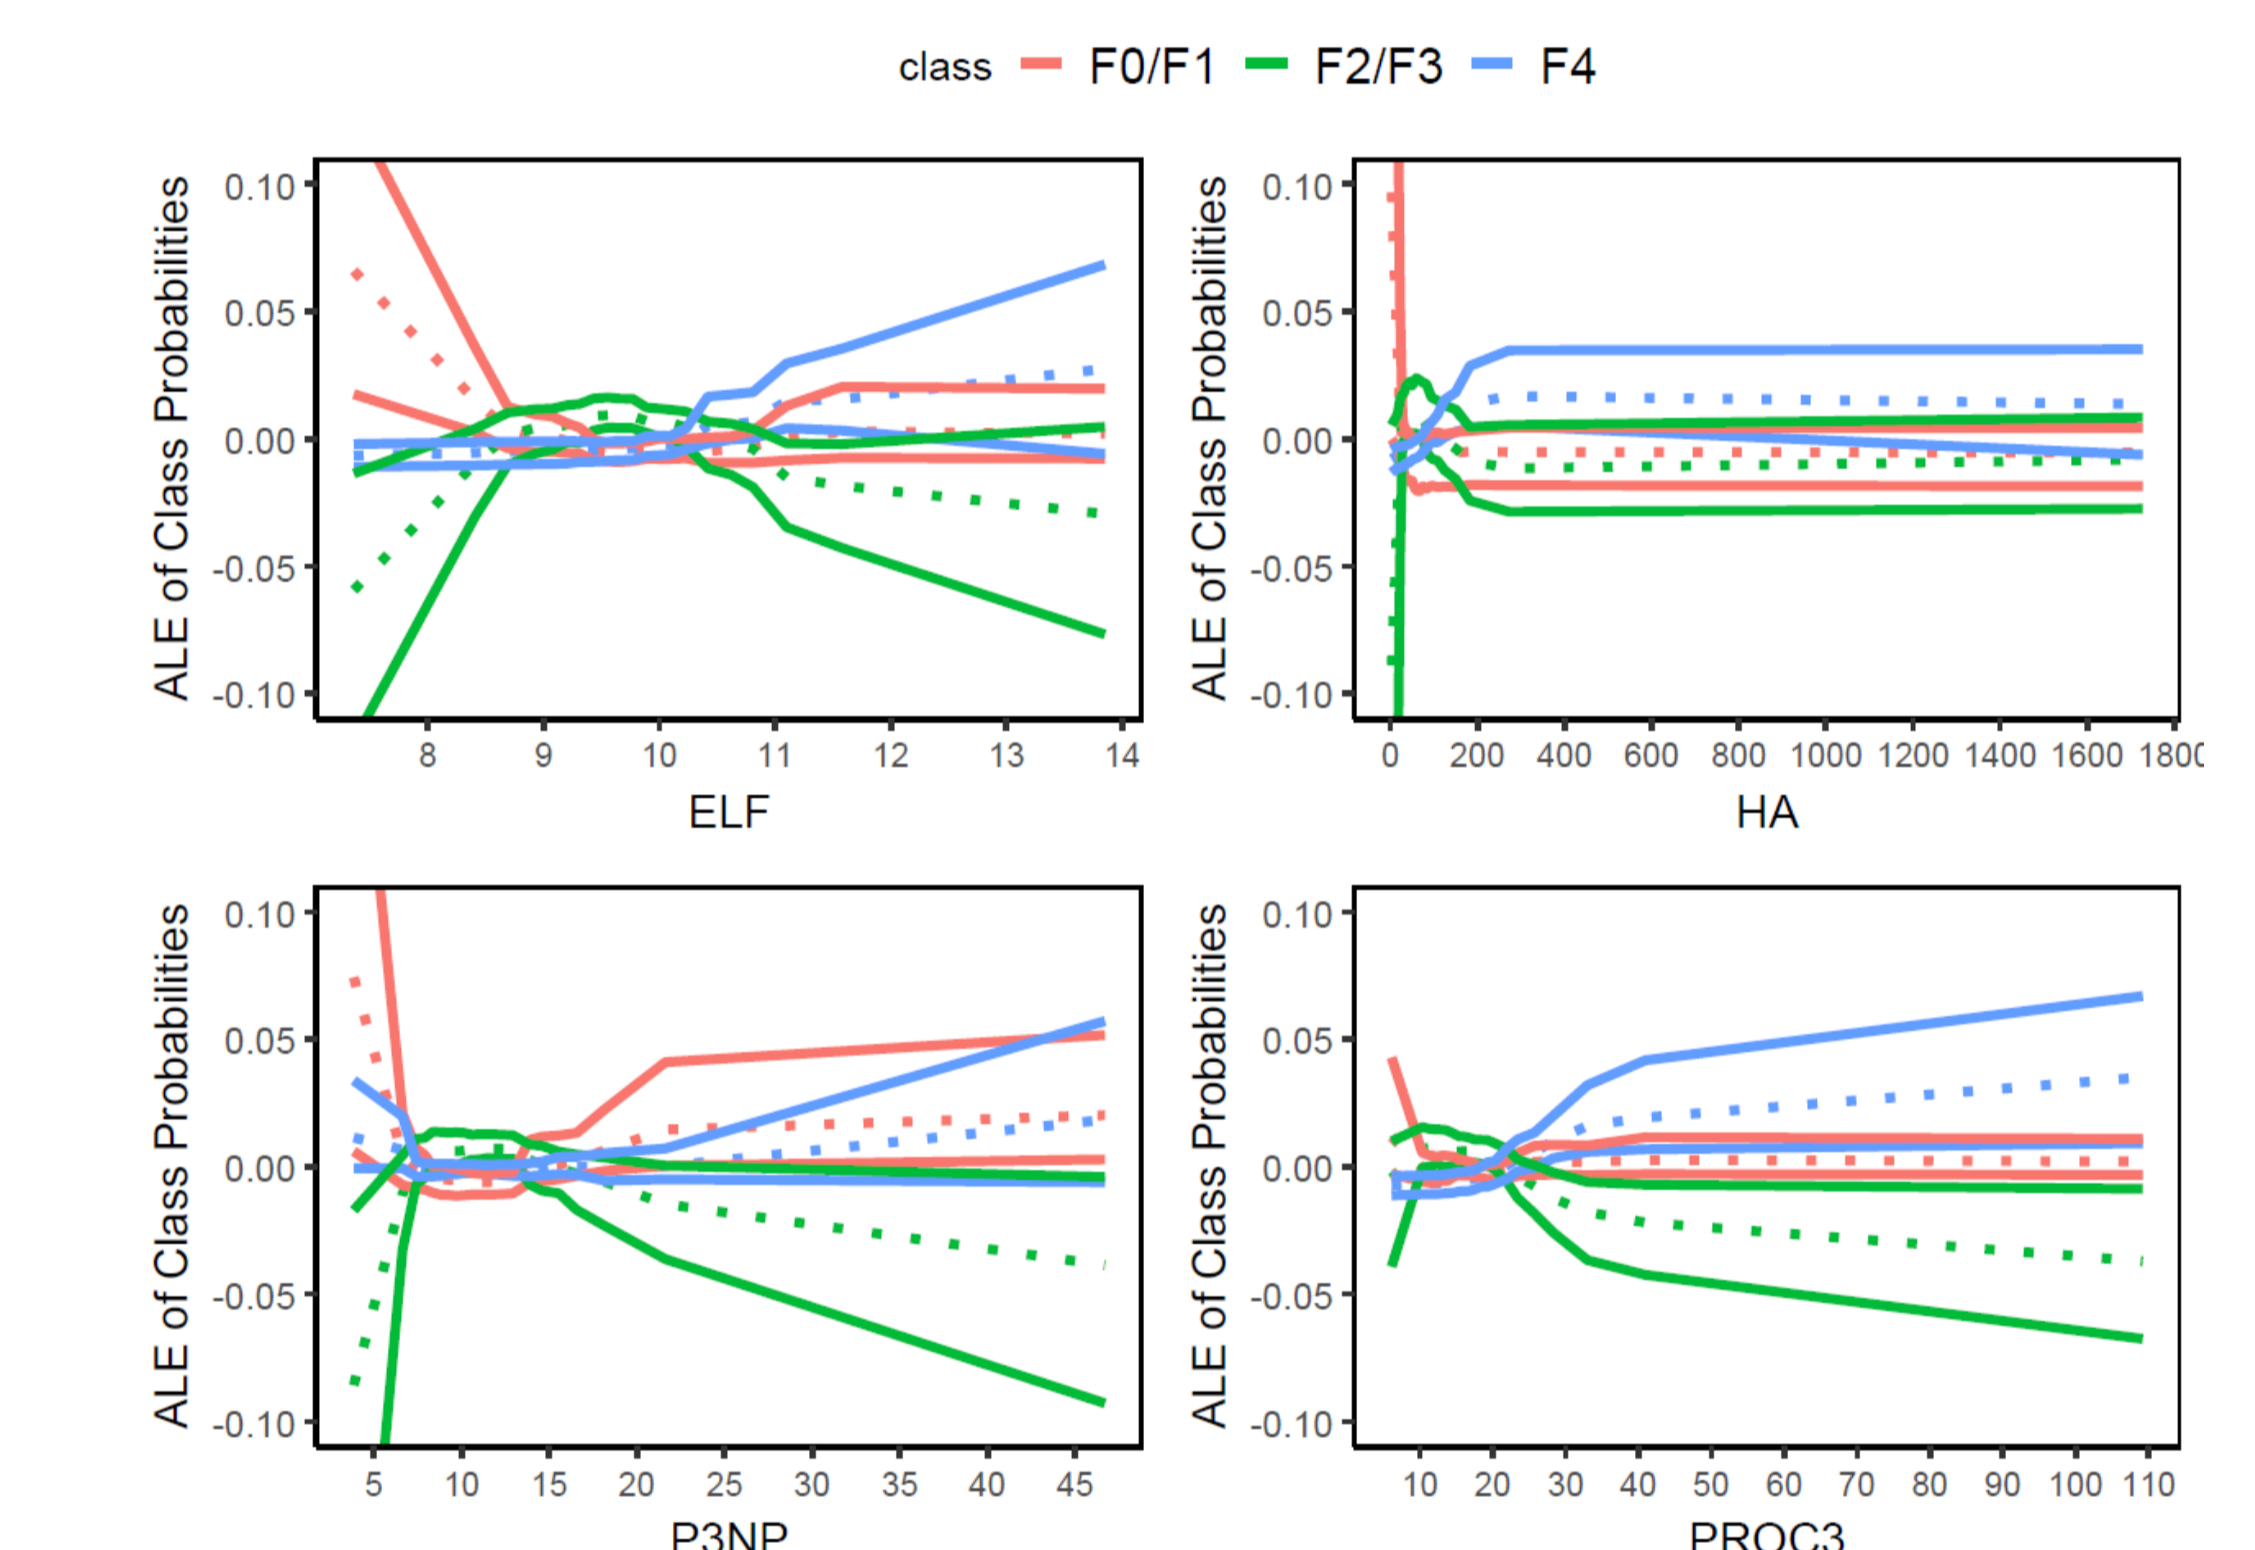 class F0/F1 F2/F3 F4
ALE of Class Probabilities
0.10
0.05
0.00
-0.05
-0.10
8 9 10 11 12 13 14
ELF
ALE of Class Probabilities
0.10
0.05
0.00
-0.05
-0.10
0 200 400 600 800 1000 1200 1400 1600 1800
HA
ALE of Class Probabilities
0.10
0.05
0.00
-0.05
-0.10
5 10 15 20 25 30 35 40 45
P3NP
ALE of Class Probabilities
0.10
0.05
0.00
-0.05
-0.10
10 20 30 40 50 60 70 80 90 100 110
PROC3